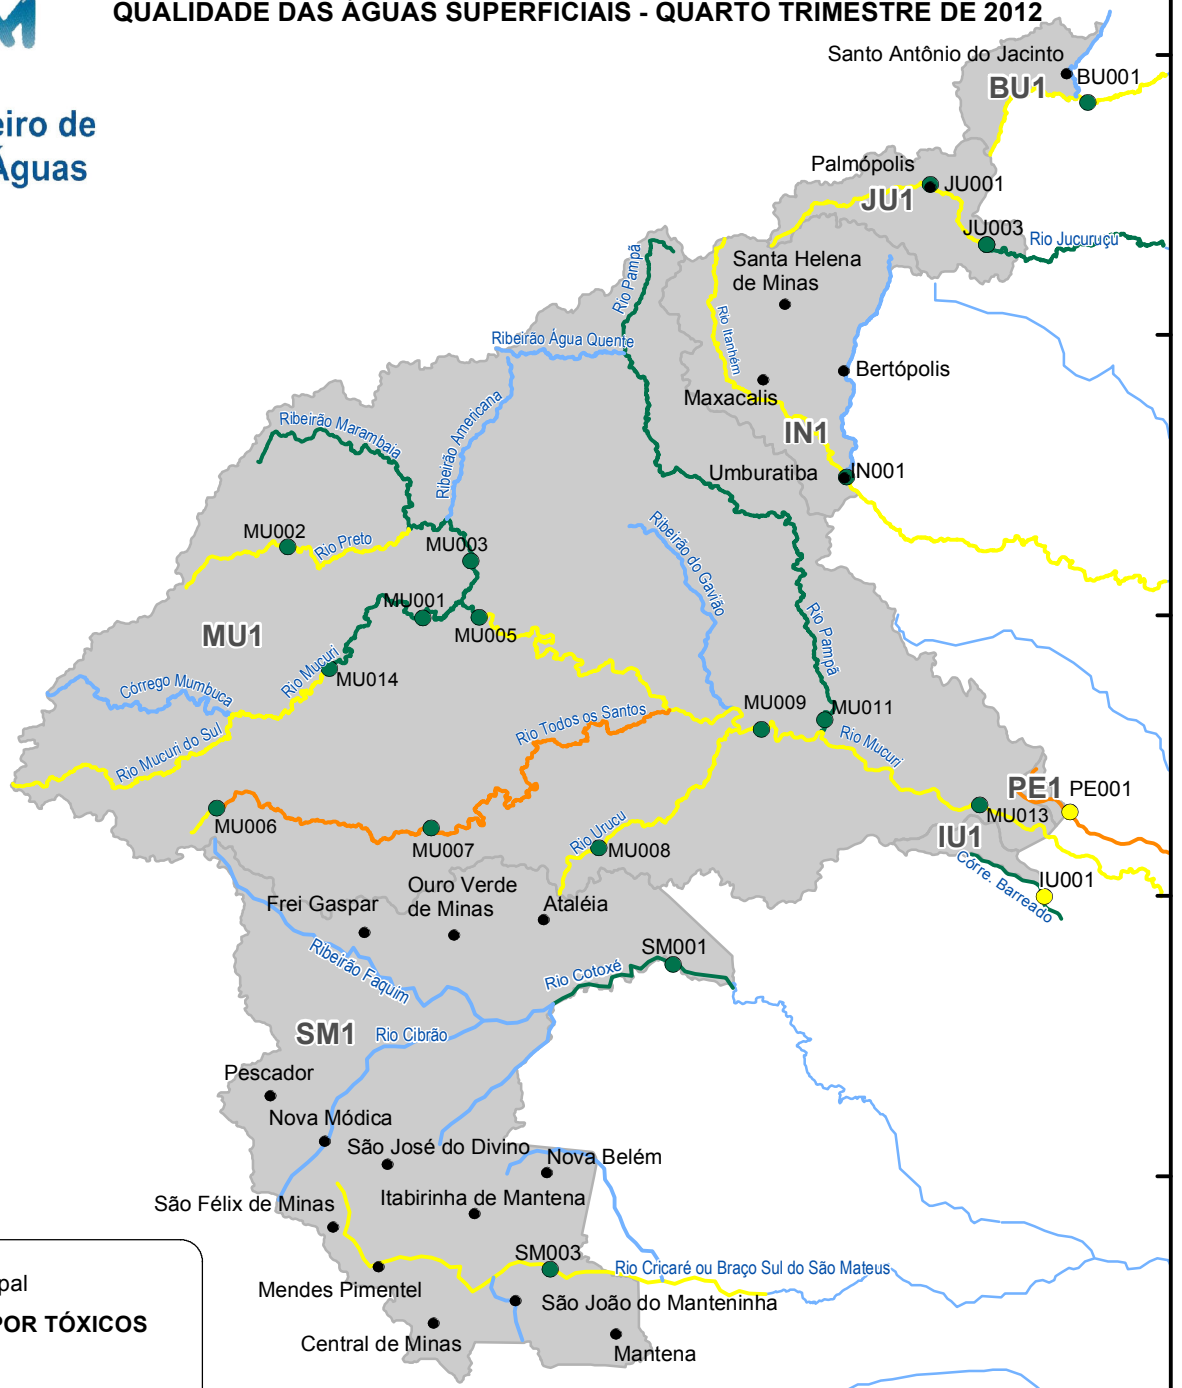 QUALIDADE DAS ÁGUAS SUPERFICIAIS - QUARTO TRIMESTRE DE 2012
Santo Antônio do Jacinto
BU1
BU001
eiro de
Águas
Palmópolis
JU1
JU001
JU003
Rio Jucuruçu
Rio Pampã
Santa Helena
de Minas
Rio Itanhém
Ribeirão Água Quente
Bertópolis
Maxacalis
Ribeirão Americana
Ribeirão Marambaia
IN1
Umburatiba
IN001
MU002
Rio Preto
MU003
Ribeirão do Gavião
MU001
MU005
Rio Pampã
MU1
Rio Mucuri
MU014
Córrego Mumbuca
Rio Mucuri do Sul
Rio Todos os Santos
MU009
MU011
Rio Mucuri
PE1
PE001
MU013
MU006
MU007
Rio Urucu
MU008
IU1
Córre. Barreado
IU001
Frei Gaspar
Ouro Verde
de Minas
Ataléia
SM001
Ribeirão Faquim
Rio Cotoxé
SM1
Rio Cibrão
Pescador
Nova Módica
São José do Divino
Nova Belém
Itabirinha de Mantena
São Félix de Minas
SM003
Rio Cricaré ou Braço Sul do São Mateus
Mendes Pimentel
São João do Manteninha
Central de Minas
Mantena
pal
POR TÓXICOS